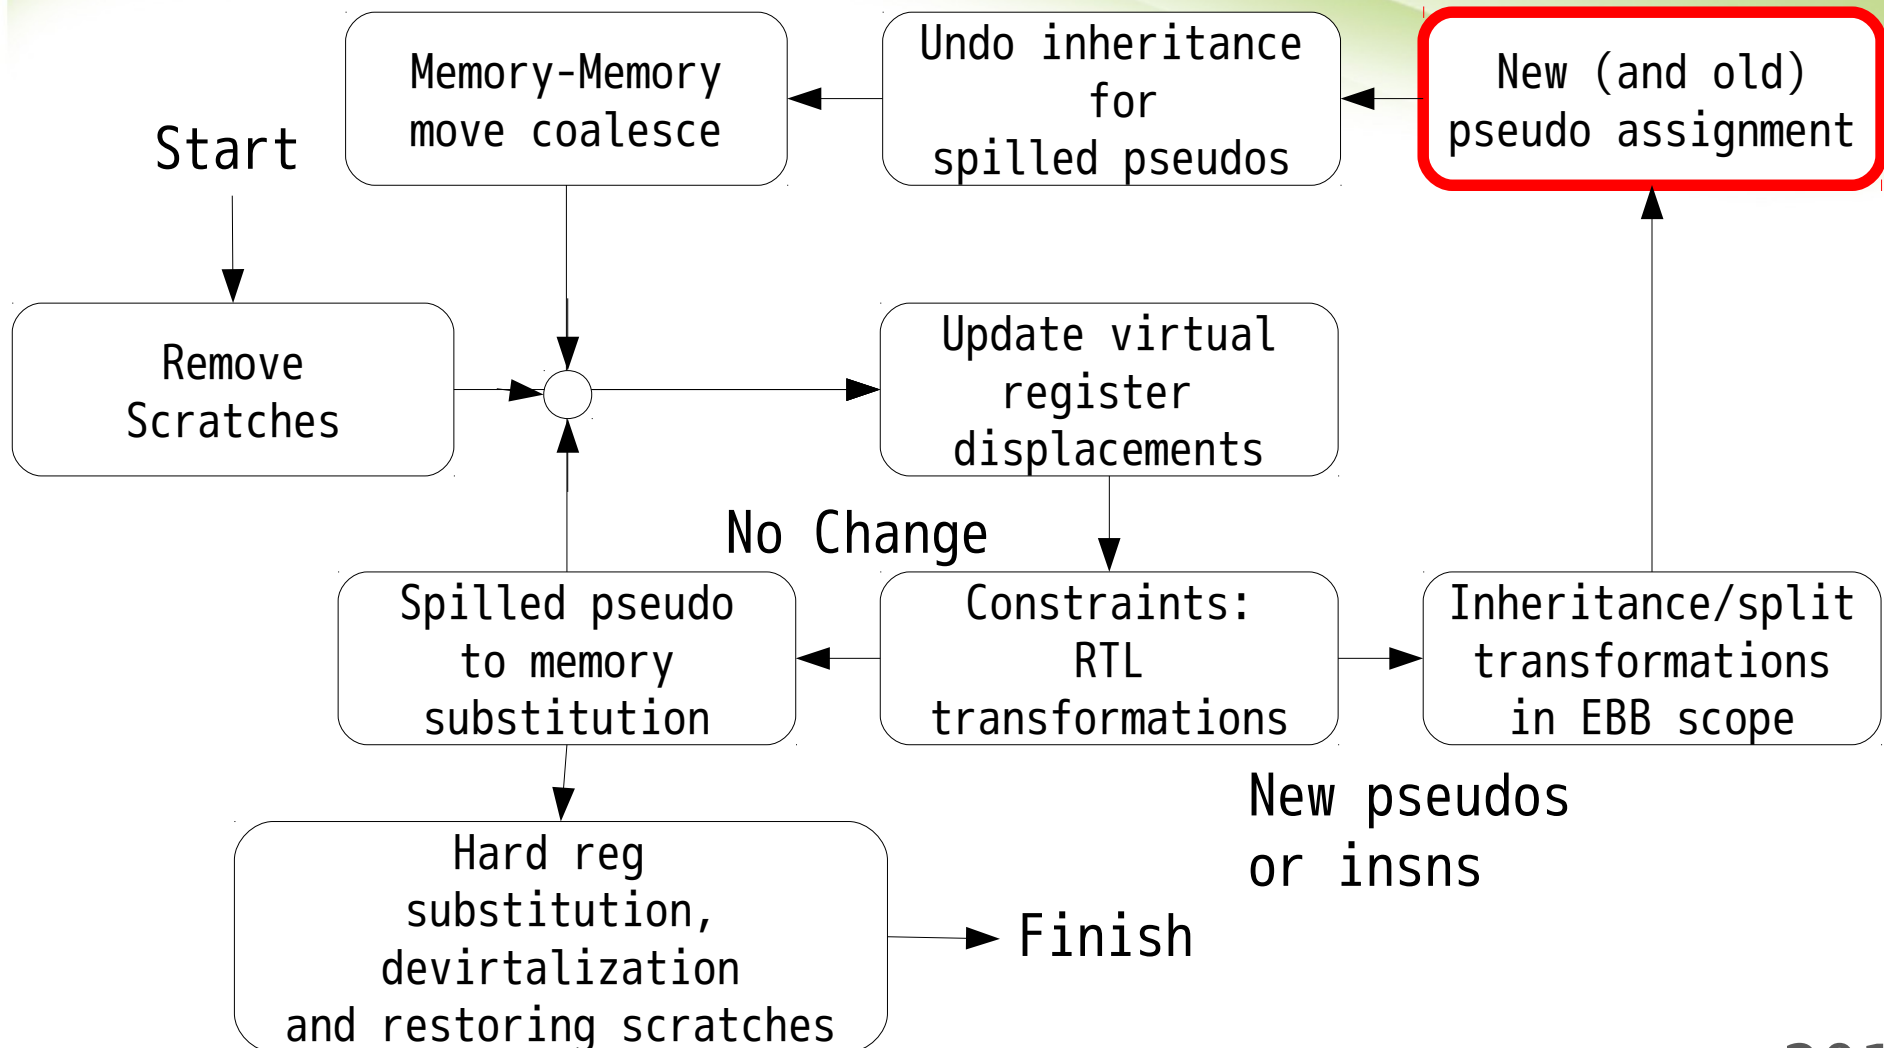 Memory-Memory
move coalesce
Undo inheritance
for
spilled pseudos
New (and old)
pseudo assignment
Start
Remove
Scratches
Update virtual
register
displacements
No Change
Spilled pseudo
to memory
substitution
Constraints:
RTL
transformations
Inheritance/split
transformations
in EBB scope
New pseudos
or insns
Hard reg
substitution,
devirtalization
and restoring scratches
Finish